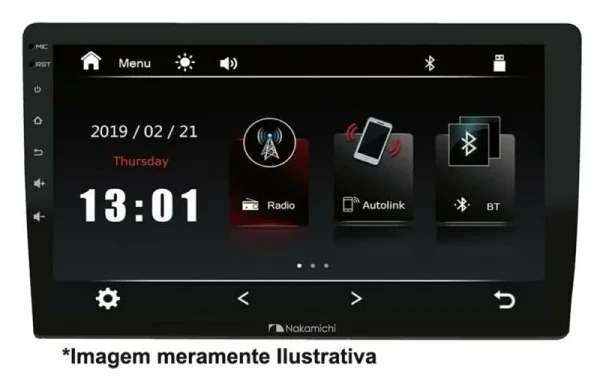 MIC
RST
Menu
2019 / 02 / 21
Thursday
13:01
Radio
Autolink
BT
Nakamichi
*Imagem meramente Ilustrativa